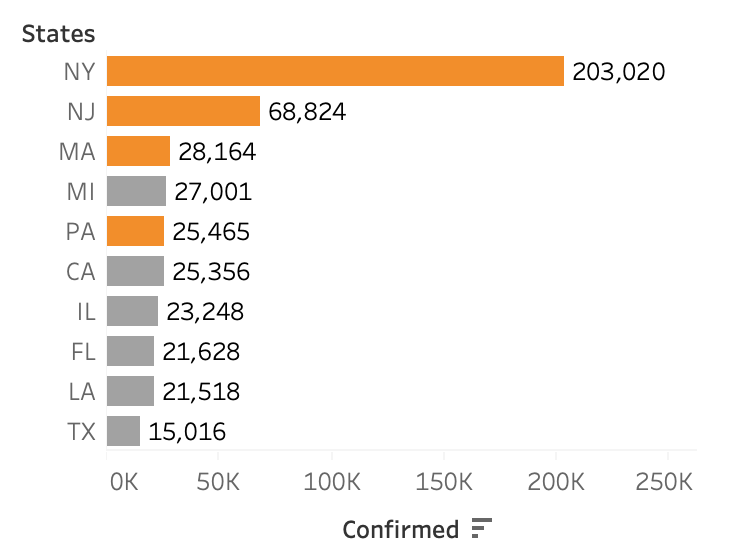 States
NY 203,020
NJ 68,824
MA 28,164
MI 27,001
PA 25,465
CA 25,356
IL 23,248
FL 21,628
LA 21,518
TX 15,016
0K 50K 100K 150K 200K 250K
Confirmed